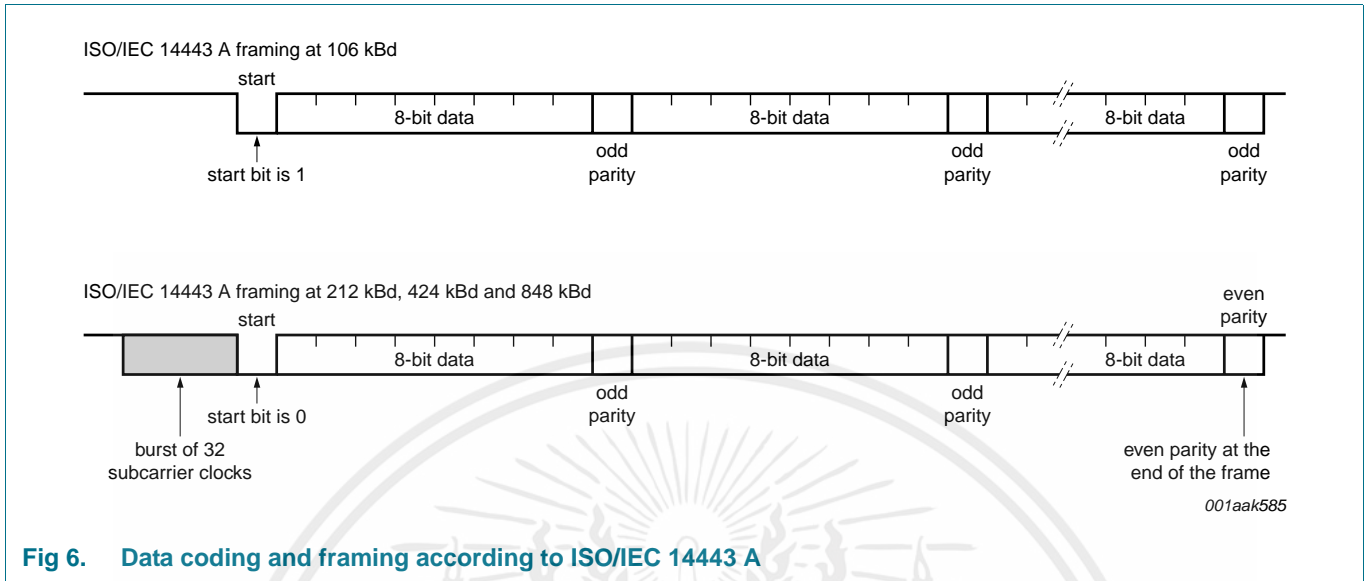 ISO/IEC 14443 A framing at 106 kBd
start
8-bit data
8-bit data
8-bit data
odd
parity
odd
parity
odd
parity
start bit is 1
ISO/IEC 14443 A framing at 212 kBd, 424 kBd and 848 kBd
even
parity
start
8-bit data
8-bit data
8-bit data
odd
parity
odd
parity
start bit is 0
burst of 32
subcarrier clocks
even parity at the
end of the frame
001aak585
Fig 6. Data coding and framing according to ISO/IEC 14443 A